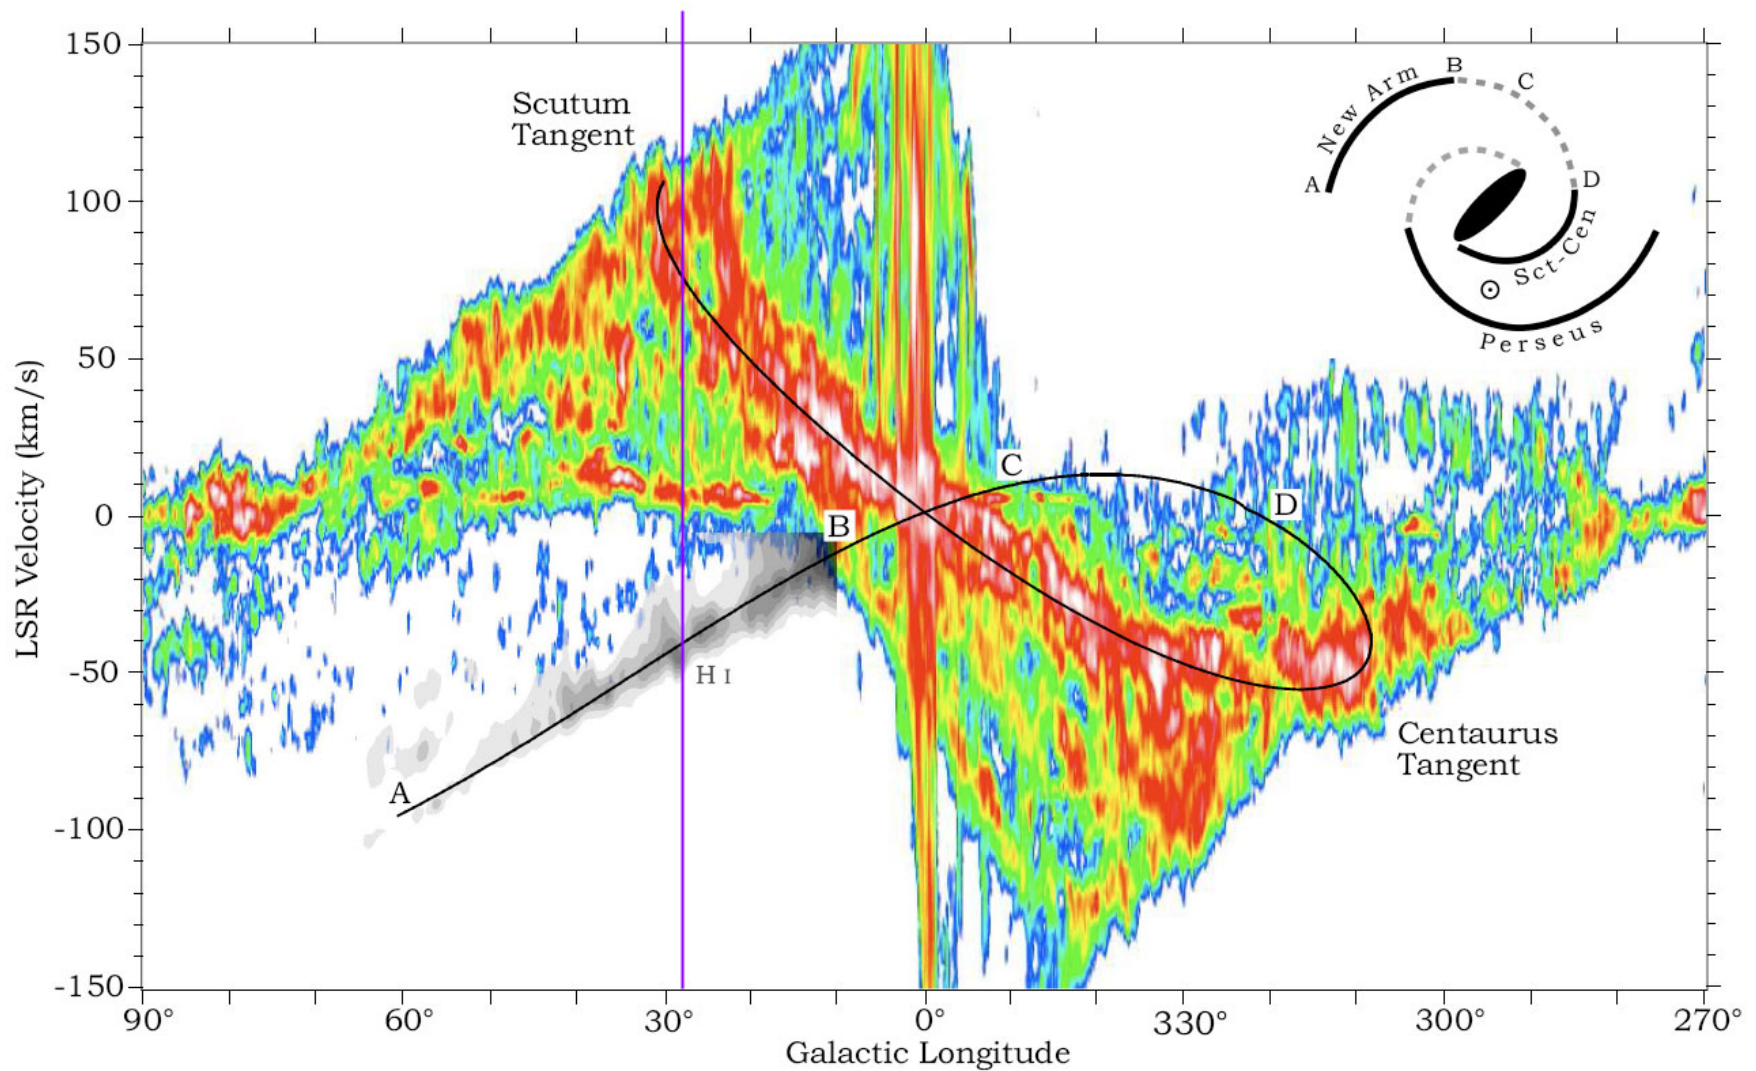 150
100
50
0
-50
-100
-150
LSR Velocity (km/s)
90°
60°
30°
0°
330°
300°
270°
Galactic Longitude
Scutum
Tangent
Centaurus
Tangent
H I
A
B
C
D
New Arm
A
B
C
D
Sct-Cen
Perseus